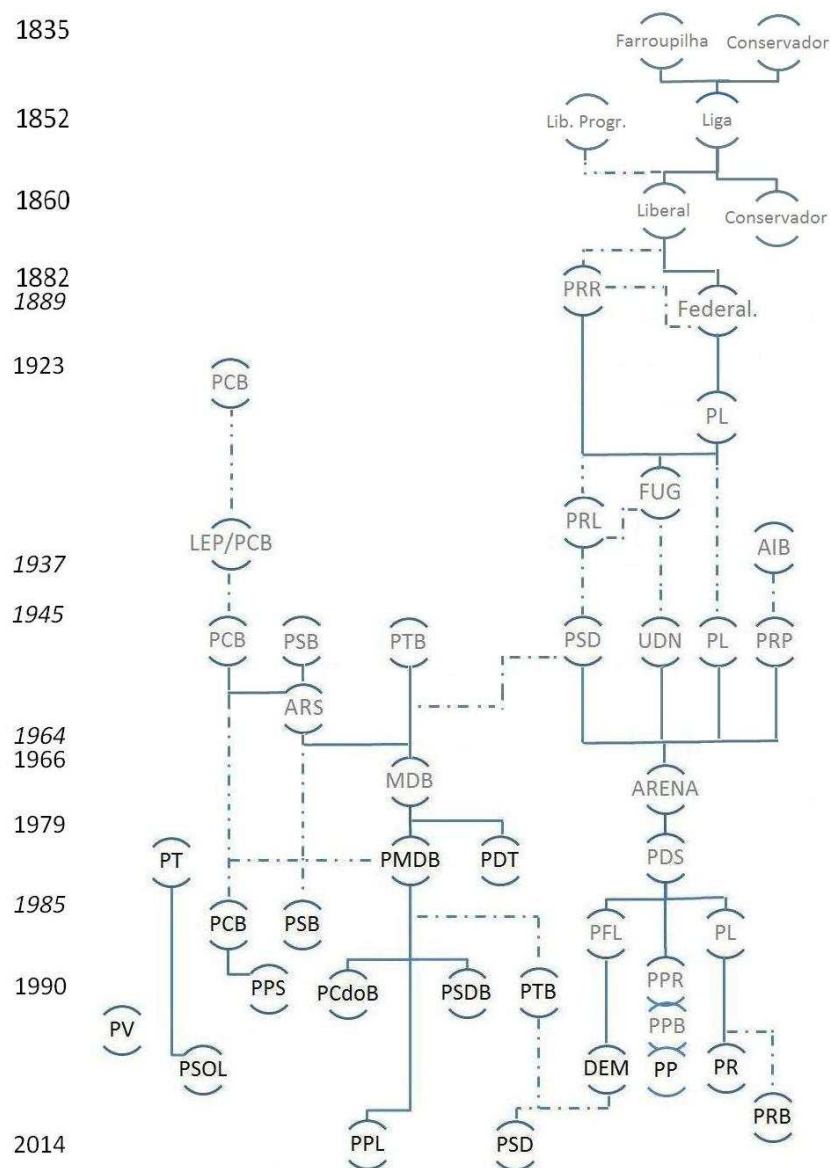 1835
Farroupilha
Conservador
1852
Lib. Progr.
Liga
1860
Liberal
Conservador
1882
1889
PRR
Federal.
1923
PCB
PL
FUG
PRL
LEP/PCB
AIB
1937
1945
PCB
PSB
PTB
PSD
UDN
PL
PRP
ARS
1964
1966
MDB
ARENA
1979
PT
PMDB
PDT
PDS
1985
PCB
PSB
PFL
PL
1990
PPS
PCdoB
PSDB
PTB
PPR
PV
PPB
PSOL
DEM
PP
PR
PRB
2014
PPL
PSD